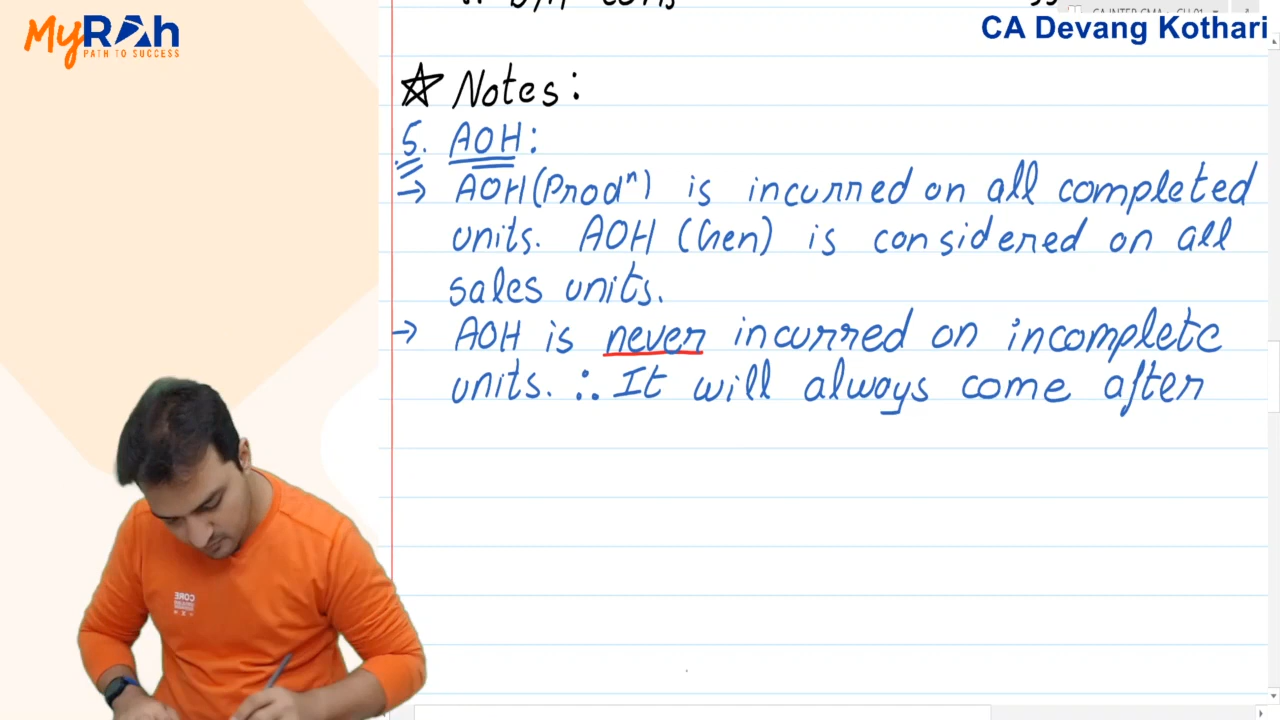 MyRAh
PATH TO SUCCESS
CA Devang Kothari
☆ Notes:
5. AOH:
→ AOH (Prodⁿ) is incurred on all completed
units. AOH (Gen) is considered on all
sales units.
→ AOH is never incurred on incomplete
units. ∴ It will always come after
CORE